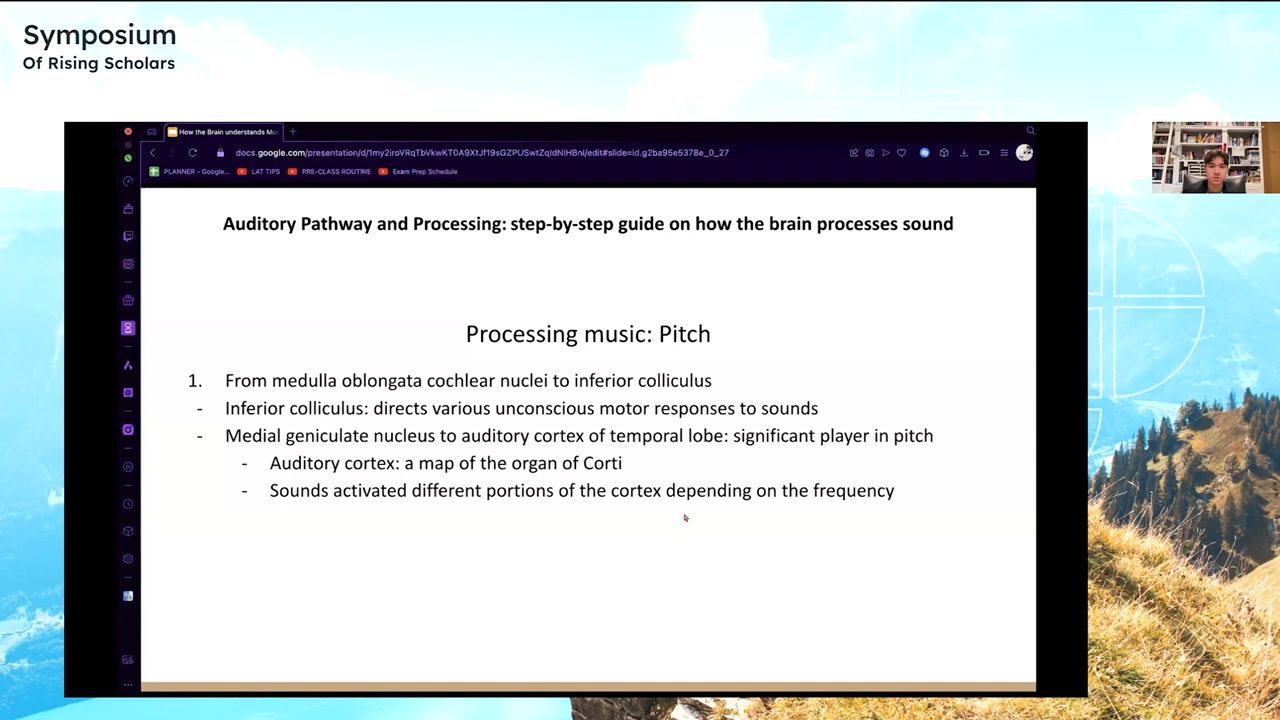 Symposium
Of Rising Scholars
How the Brain understands Mu
docs.google.com/presentation/d/1my2iroVRqTbVkwKT0A9XtJf19sGZPUSwtZqIdNlHBnI/edit#slide=id.g2ba95e5378e_0_27
PLANNER - Google... LAT TIPS PRE-CLASS ROUTINE Exam Prep Schedule
Auditory Pathway and Processing: step-by-step guide on how the brain processes sound
Processing music: Pitch
1. From medulla oblongata cochlear nuclei to inferior colliculus
- Inferior colliculus: directs various unconscious motor responses to sounds
- Medial geniculate nucleus to auditory cortex of temporal lobe: significant player in pitch
- Auditory cortex: a map of the organ of Corti
- Sounds activated different portions of the cortex depending on the frequency